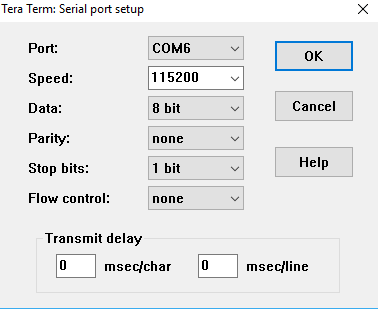 Tera Term: Serial port setup
Port: COM6 OK
Speed: 115200
Data: 8 bit Cancel
Parity: none
Stop bits: 1 bit Help
Flow control: none
Transmit delay
0 msec/char 0 msec/line